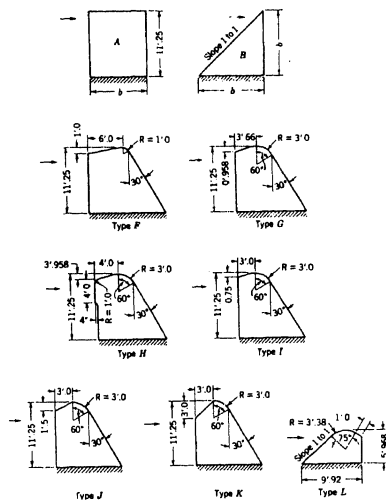 A
11'.25
b
Slope 1 to 1
B
b
b
6'.0
R = 1'.0
1'.0
11'.25
30°
Type F
3'.66
R = 3'.0
11'.25
0'.958
60°
30°
Type G
3'.958
4'.0
R = 3'.0
11'.25
4'.0
4"
R = 1'.0
60°
30°
Type H
3'.0
R = 3'.0
11'.25
0.75
60°
30°
Type I
3'.0
R = 3'.0
11'.25
1'.5
60°
30°
Type J
3'.0
R = 3'.0
11'.25
3'.0
60°
30°
Type K
R = 3'.38
1'.0
Slope 1 to 1
75°
5'.968
9'.92
Type L